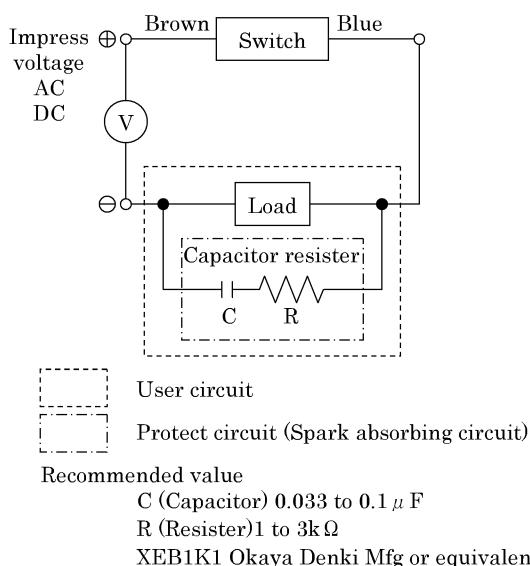 Impress
voltage
AC
DC
⊕
Brown
Switch
Blue
V
⊖
Load
Capacitor resister
C
R
User circuit
Protect circuit (Spark absorbing circuit)
Recommended value
C (Capacitor) 0.033 to 0.1 μ F
R (Resister)1 to 3k Ω
XEB1K1 Okaya Denki Mfg or equivalen